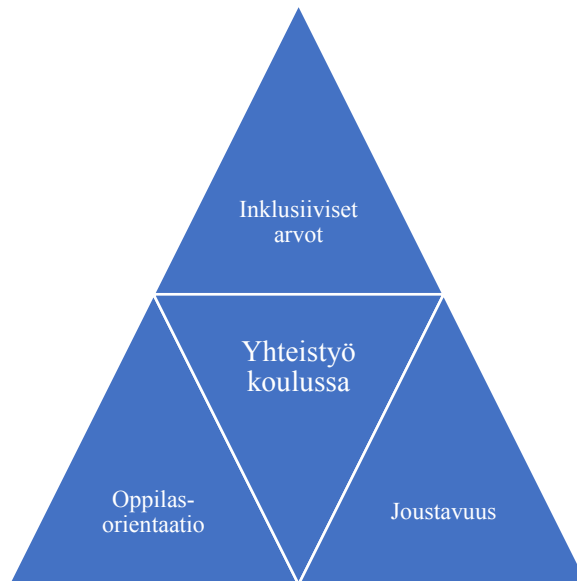 Inklusiiviset
arvot
Yhteistyö
koulussa
Oppilas-
orientaatio
Joustavuus